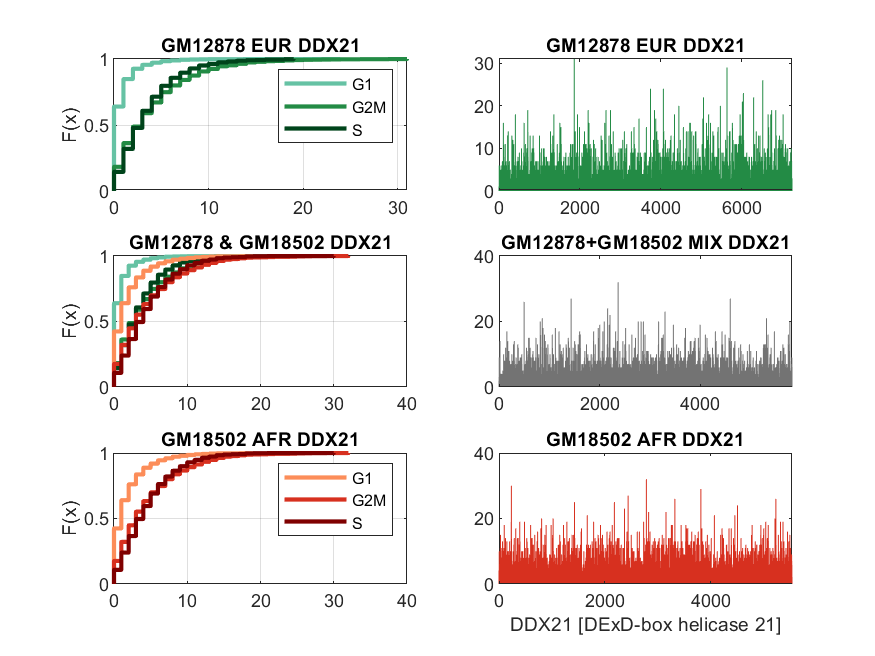 GM12878 EUR DDX21
F(x)
1
0.5
0
0 10 20 30
G1
G2M
S
GM12878 EUR DDX21
30
20
10
0
0 2000 4000 6000
GM12878 & GM18502 DDX21
F(x)
1
0.5
0
0 10 20 30 40
GM12878+GM18502 MIX DDX21
40
20
0
0 2000 4000
GM18502 AFR DDX21
F(x)
1
0.5
0
0 10 20 30 40
G1
G2M
S
GM18502 AFR DDX21
40
20
0
0 2000 4000
DDX21 [DExD-box helicase 21]